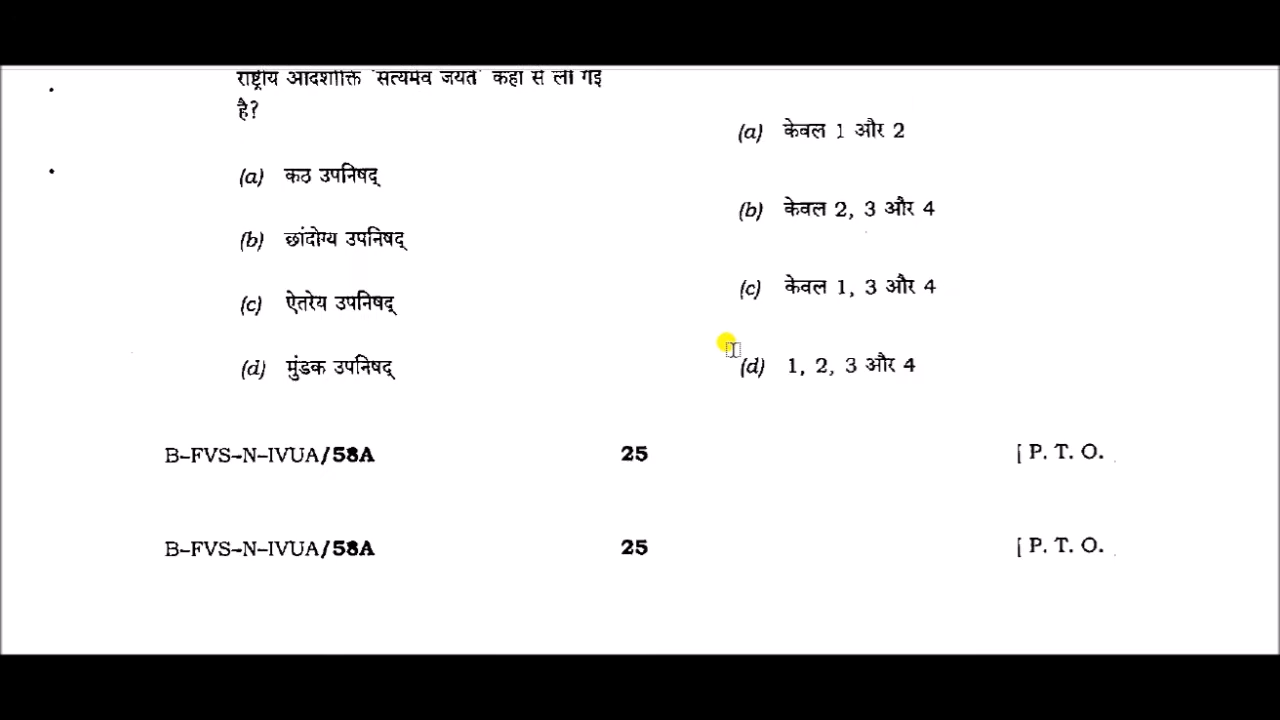 राष्ट्रीय आदर्शोक्ति 'सत्यमेव जयते' कहाँ से ली गई
है?
(a) कठ उपनिषद्
(b) छांदोग्य उपनिषद्
(c) ऐतरेय उपनिषद्
(d) मुंडक उपनिषद्
(a) केवल 1 और 2
(b) केवल 2, 3 और 4
(c) केवल 1, 3 और 4
(d) 1, 2, 3 और 4
B–FVS–N–IVUA/58A 25 [ P. T. O.
B–FVS–N–IVUA/58A 25 [ P. T. O.